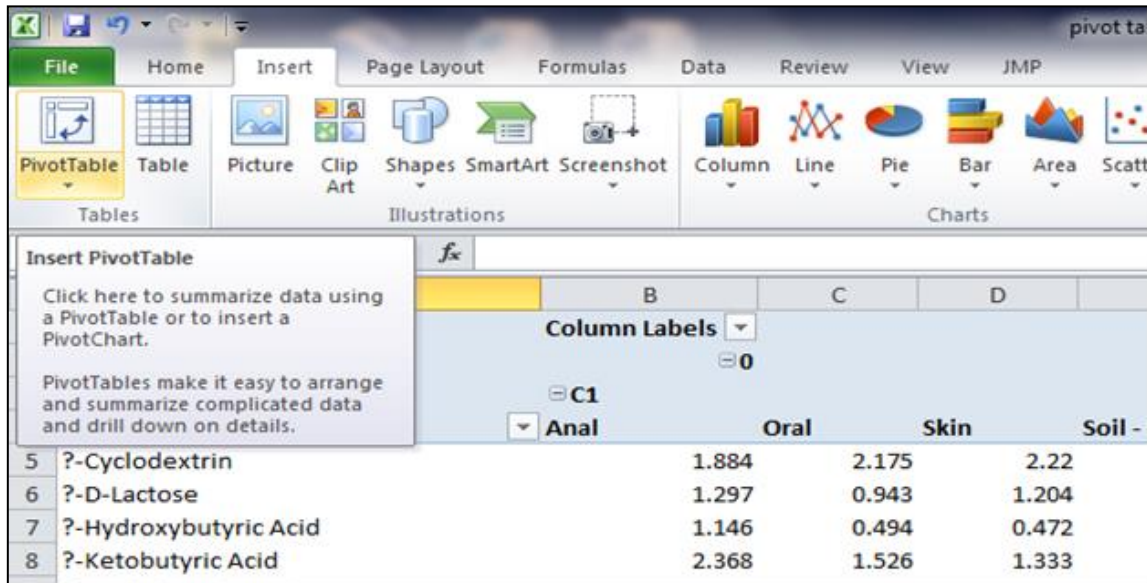 pivot ta
File Home Insert Page Layout Formulas Data Review View JMP
PivotTable Table Picture Clip Art Shapes SmartArt Screenshot Column Line Pie Bar Area Scatt
Tables Illustrations Charts
Insert PivotTable fx
Click here to summarize data using
a PivotTable or to insert a
PivotChart.
PivotTables make it easy to arrange
and summarize complicated data
and drill down on details.
B C D
Column Labels
0
C1
Anal Oral Skin Soil -
5 ?-Cyclodextrin 1.884 2.175 2.22
6 ?-D-Lactose 1.297 0.943 1.204
7 ?-Hydroxybutyric Acid 1.146 0.494 0.472
8 ?-Ketobutyric Acid 2.368 1.526 1.333